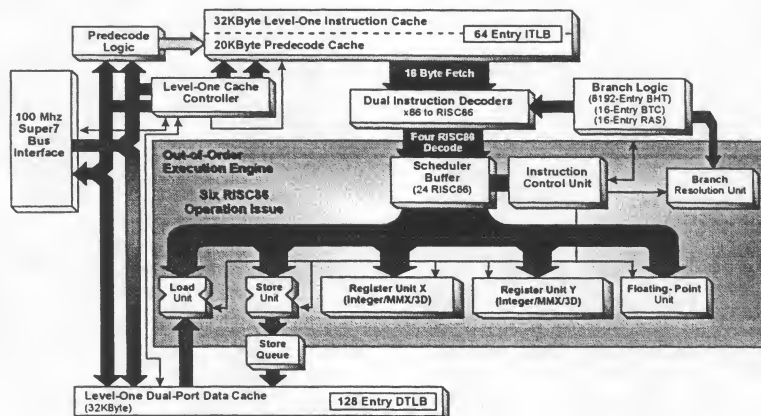 32KByte Level-One Instruction Cache
64 Entry ITLB
20KByte Predecode Cache
Predecode
Logic
16 Byte Fetch
Level-One Cache
Controller
Dual Instruction Decoders
x86 to RISC86
Branch Logic
(8192-Entry BHT)
(16-Entry BTC)
(16-Entry RAS)
100 Mhz
Super7
Bus
Interface
Four RISC86
Decode
Out-of-Order
Execution Engine
Scheduler
Buffer
(24 RISC86)
Instruction
Control Unit
Branch
Resolution Unit
Six RISC86
Operation Issue
Load
Unit
Store
Unit
Register Unit X
(Integer/MMX/3D)
Register Unit Y
(Integer/MMX/3D)
Floating- Point
Unit
Store
Queue
Level-One Dual-Port Data Cache
(32KByte)
128 Entry DTLB